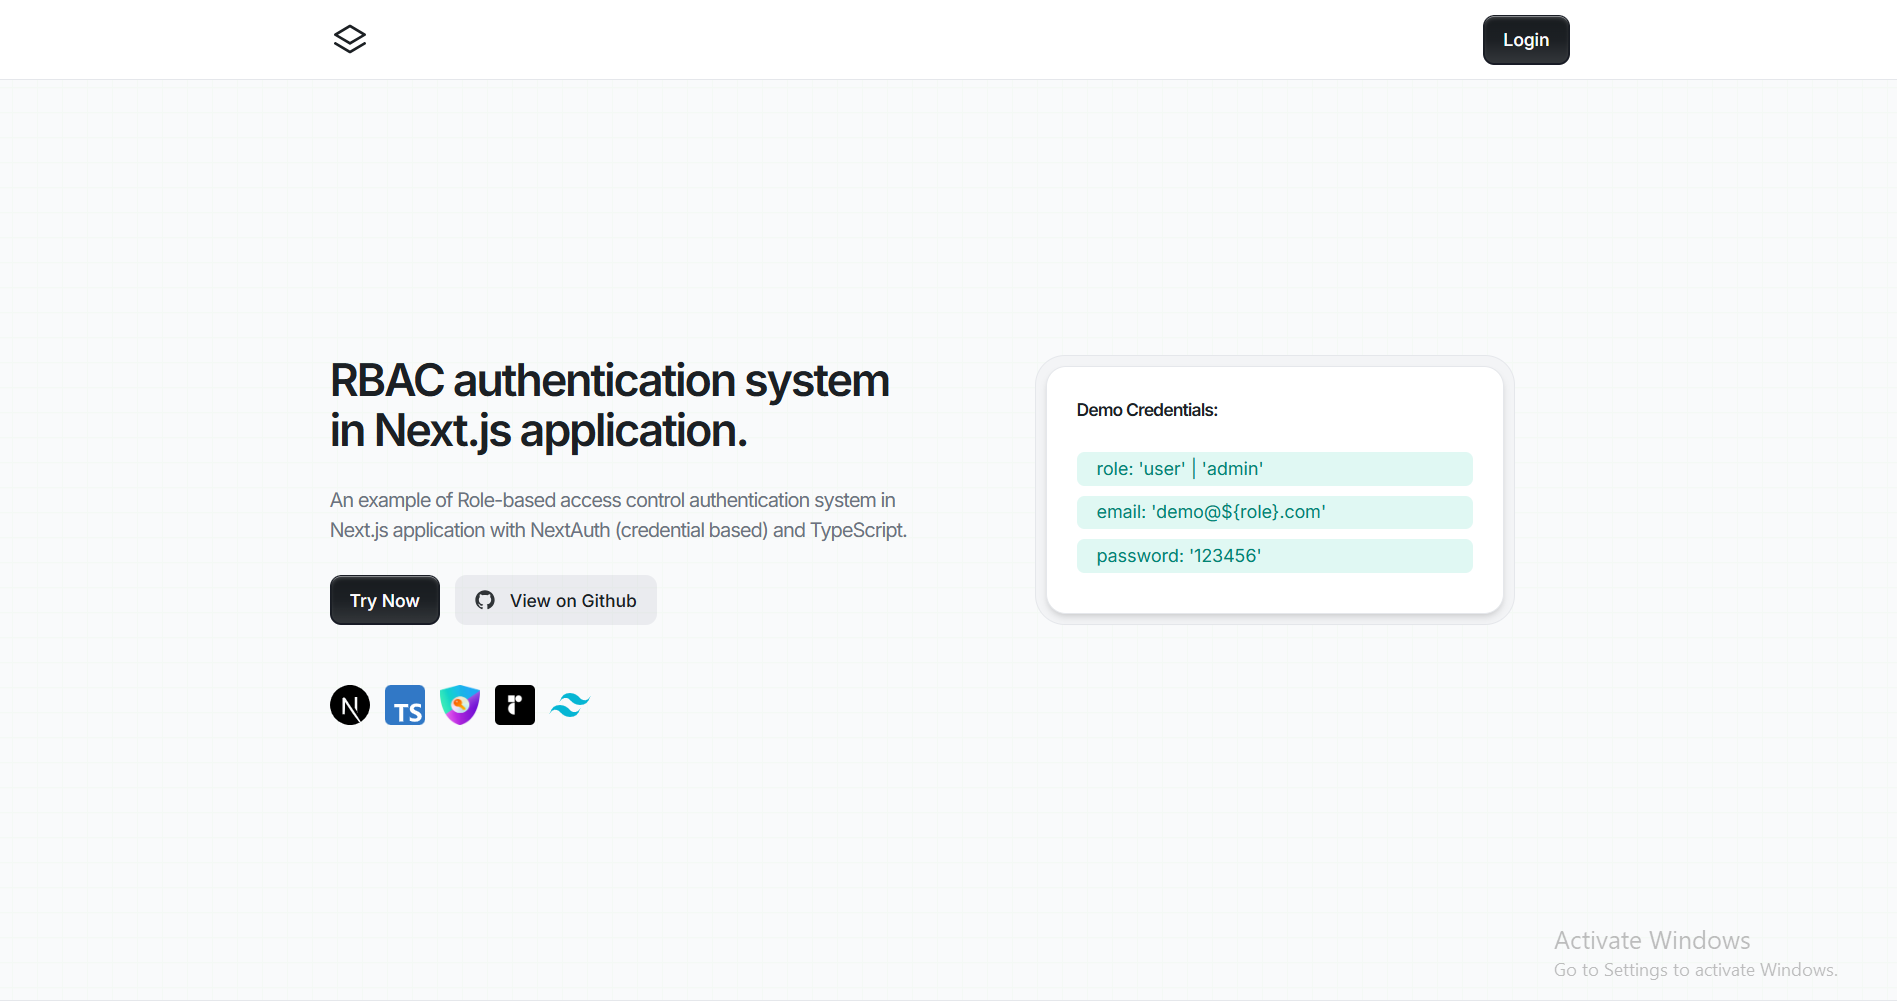 Login
RBAC authentication system
in Next.js application.
An example of Role-based access control authentication system in
Next.js application with NextAuth (credential based) and TypeScript.
Try Now
View on Github
N
TS
r
Demo Credentials:
role: 'user' | 'admin'
email: 'demo@${role}.com'
password: '123456'
Activate Windows
Go to Settings to activate Windows.